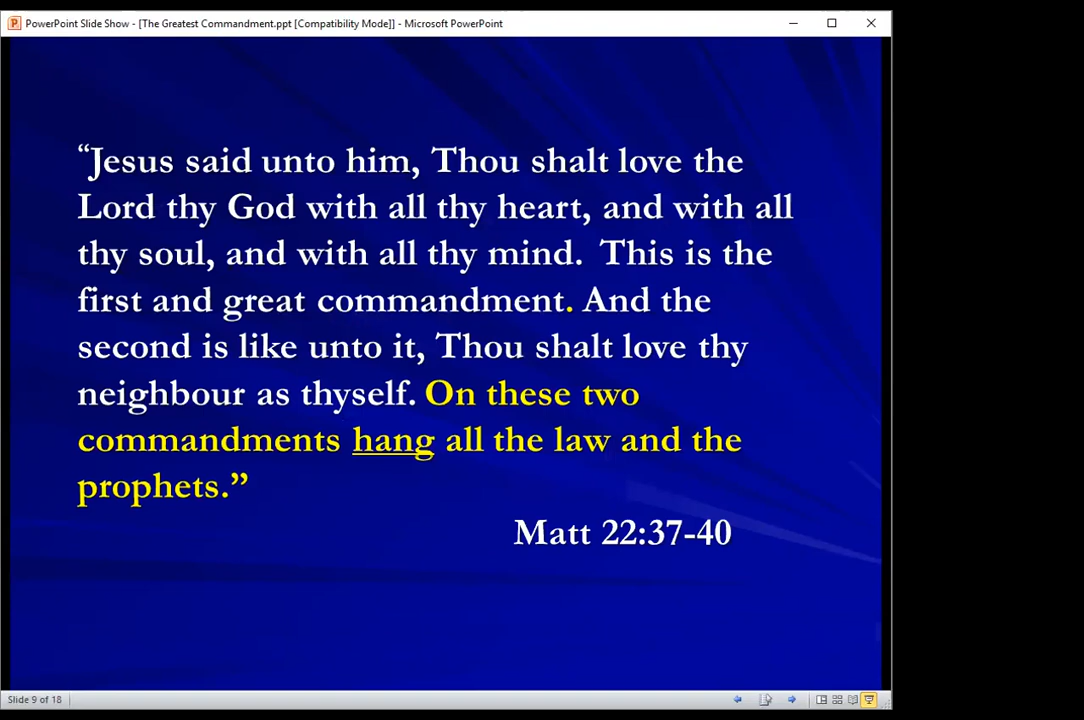 PowerPoint Slide Show - [The Greatest Commandment.ppt [Compatibility Mode]] - Microsoft PowerPoint
“Jesus said unto him, Thou shalt love the
Lord thy God with all thy heart, and with all
thy soul, and with all thy mind.  This is the
first and great commandment. And the
second is like unto it, Thou shalt love thy
neighbour as thyself. On these two
commandments hang all the law and the
prophets.”
Matt 22:37-40
Slide 9 of 18